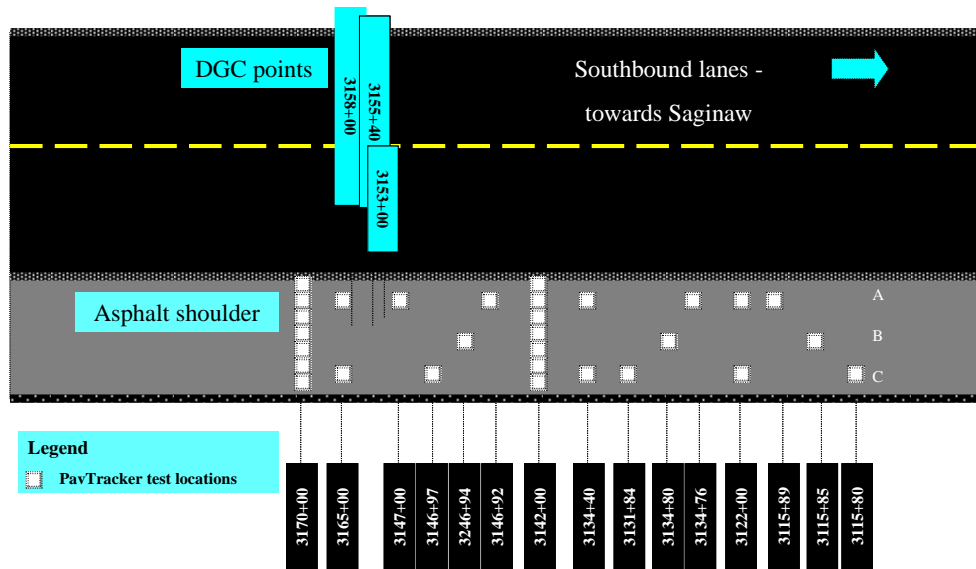 DGC points
3158+00
3155+40
3153+00
Southbound lanes -
towards Saginaw
Asphalt shoulder
A
B
C
Legend
PavTracker test locations
3170+00
3165+00
3147+00
3146+97
3246+94
3146+92
3142+00
3134+40
3131+84
3134+80
3134+76
3122+00
3115+89
3115+85
3115+80